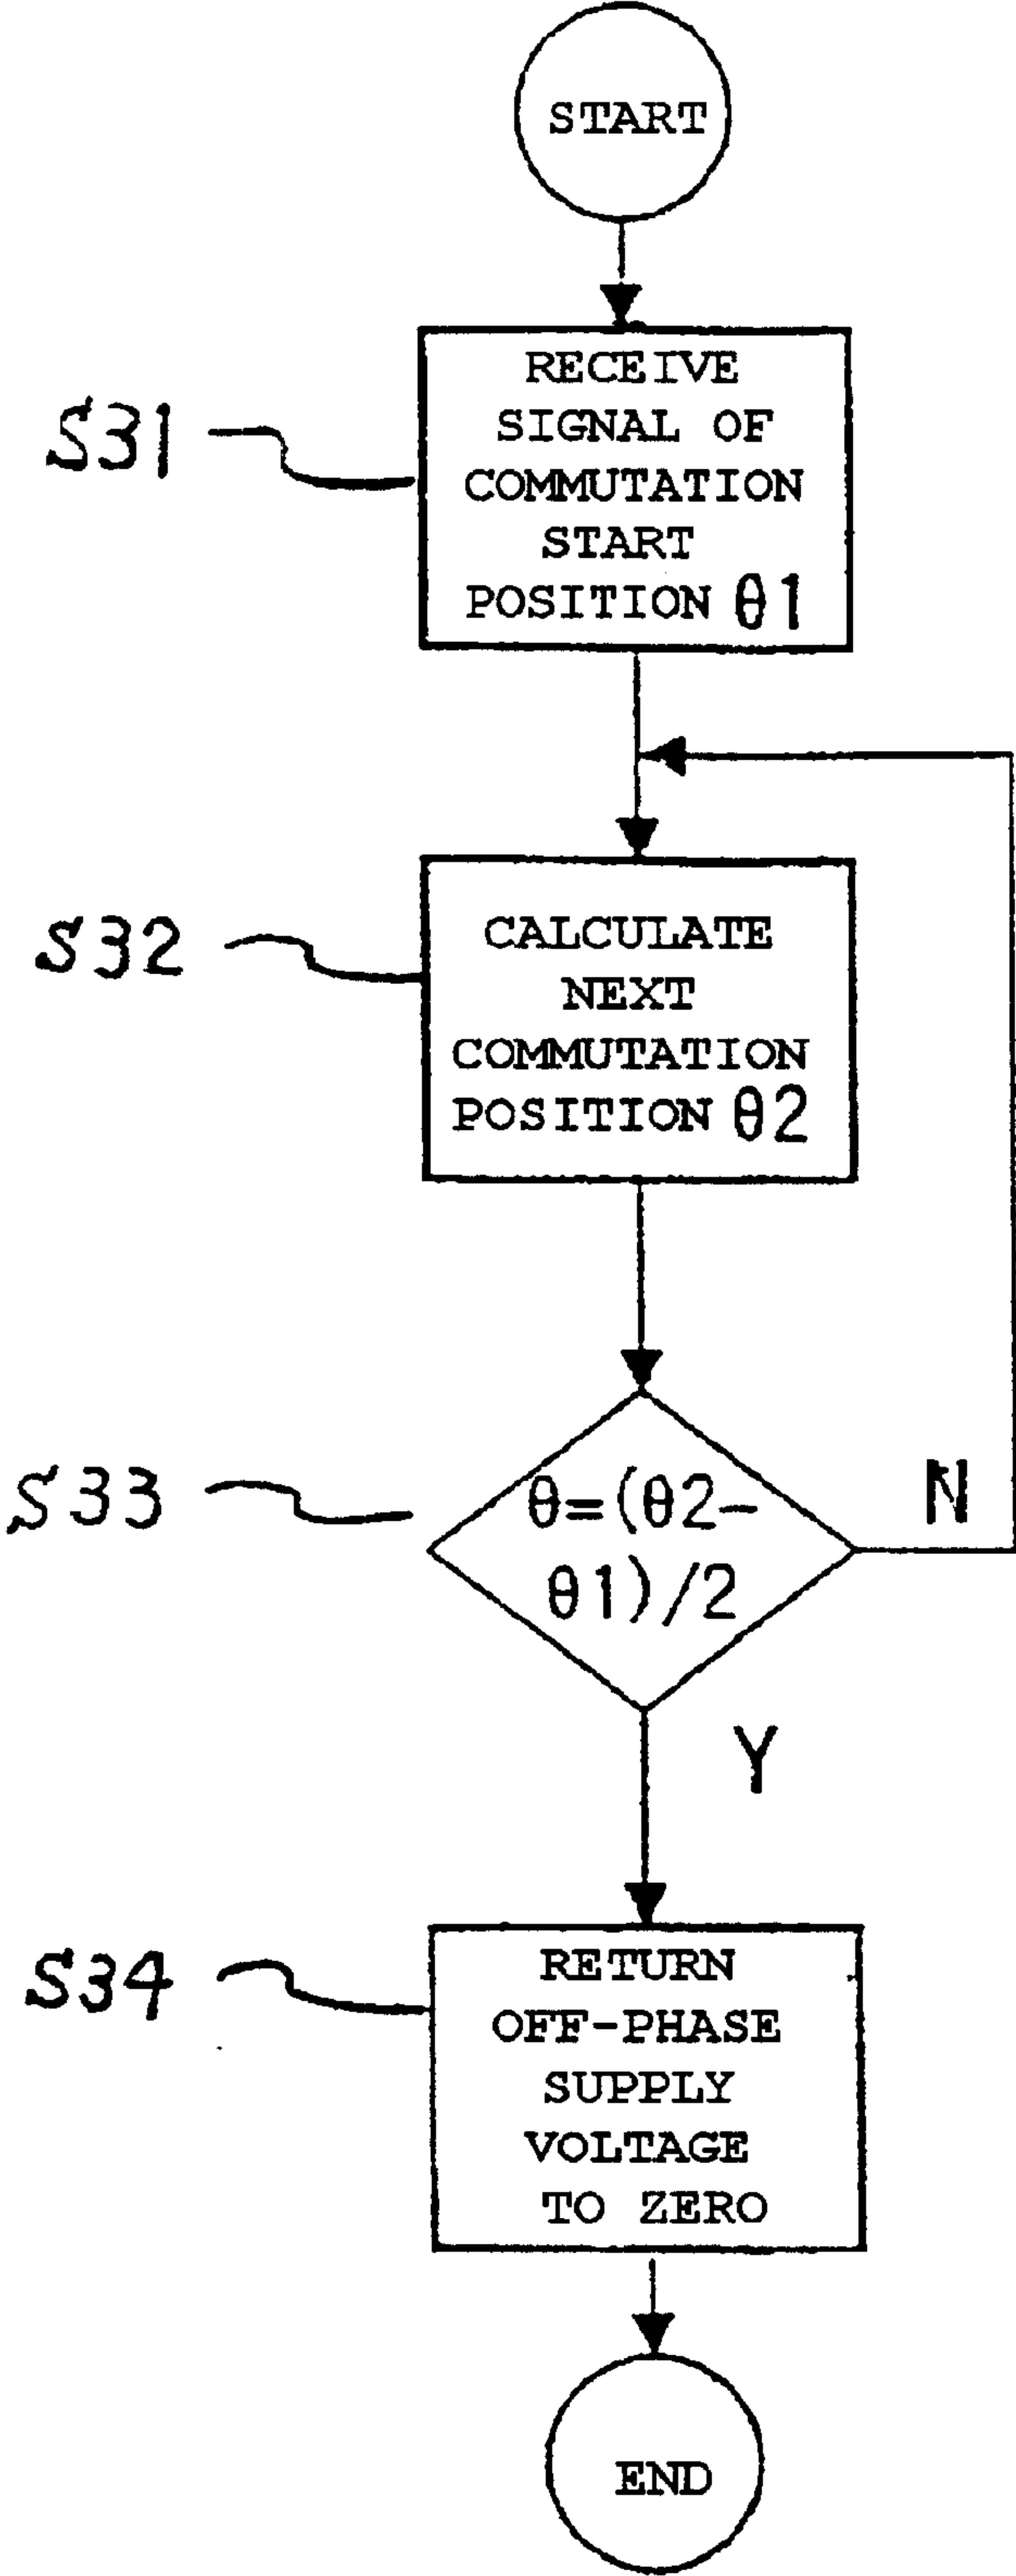 START
S31
RECEIVE
SIGNAL OF
COMMUTATION
START
POSITION θ1
S32
CALCULATE
NEXT
COMMUTATION
POSITION θ2
S33
θ=(θ2-
θ1)/2
N
Y
S34
RETURN
OFF-PHASE
SUPPLY
VOLTAGE
TO ZERO
END